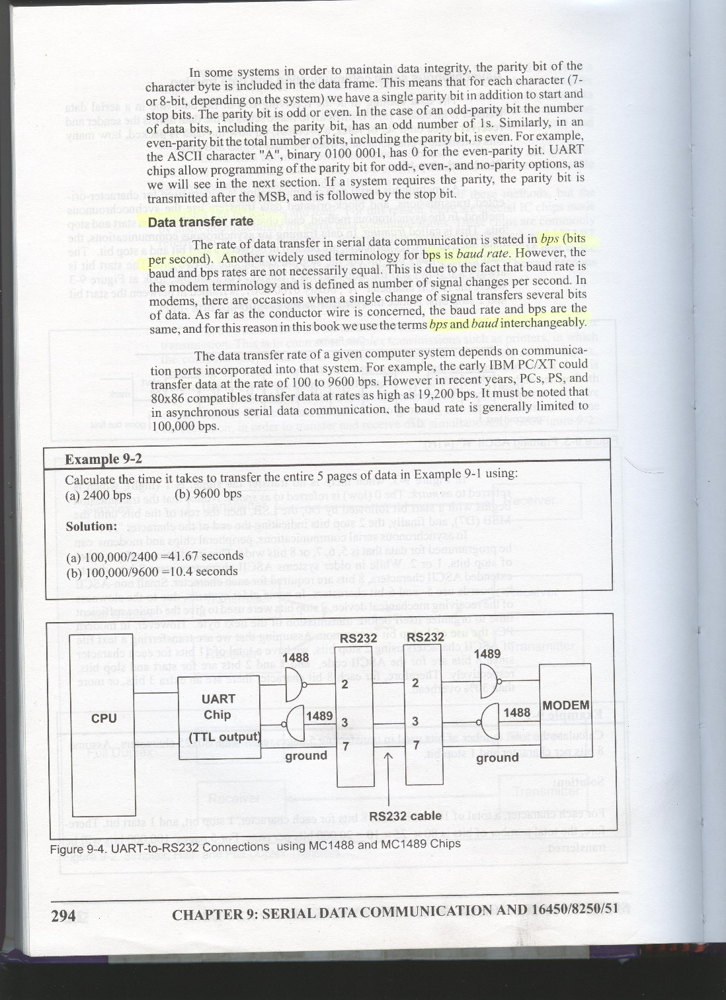 In some systems in order to maintain data integrity, the parity bit of the
character byte is included in the data frame. This means that for each character (7-
or 8-bit, depending on the system) we have a single parity bit in addition to start and
stop bits. The parity bit is odd or even. In the case of an odd-parity bit the number
of data bits, including the parity bit, has an odd number of 1s. Similarly, in an
even-parity bit the total number of bits, including the parity bit, is even. For example,
the ASCII character "A", binary 0100 0001, has 0 for the even-parity bit. UART
chips allow programming of the parity bit for odd-, even-, and no-parity options, as
we will see in the next section. If a system requires the parity, the parity bit is
transmitted after the MSB, and is followed by the stop bit.
Data transfer rate
The rate of data transfer in serial data communication is stated in bps (bits
per second). Another widely used terminology for bps is baud rate. However, the
baud and bps rates are not necessarily equal. This is due to the fact that baud rate is
the modem terminology and is defined as number of signal changes per second. In
modems, there are occasions when a single change of signal transfers several bits
of data. As far as the conductor wire is concerned, the baud rate and bps are the
same, and for this reason in this book we use the terms bps and baud interchangeably.
The data transfer rate of a given computer system depends on communica-
tion ports incorporated into that system. For example, the early IBM PC/XT could
transfer data at the rate of 100 to 9600 bps. However in recent years, PCs, PS, and
80x86 compatibles transfer data at rates as high as 19,200 bps. It must be noted that
in asynchronous serial data communication, the baud rate is generally limited to
100,000 bps.
Example 9-2
Calculate the time it takes to transfer the entire 5 pages of data in Example 9-1 using:
(a) 2400 bps (b) 9600 bps
Solution:
(a) 100,000/2400 =41.67 seconds
(b) 100,000/9600 =10.4 seconds
RS232 RS232
1488 1489
2 2
UART
Chip
(TTL output)
CPU
1489 3 3 1488
MODEM
7 7
ground ground
RS232 cable
Figure 9-4. UART-to-RS232 Connections using MC1488 and MC1489 Chips
294 CHAPTER 9: SERIAL DATA COMMUNICATION AND 16450/8250/51